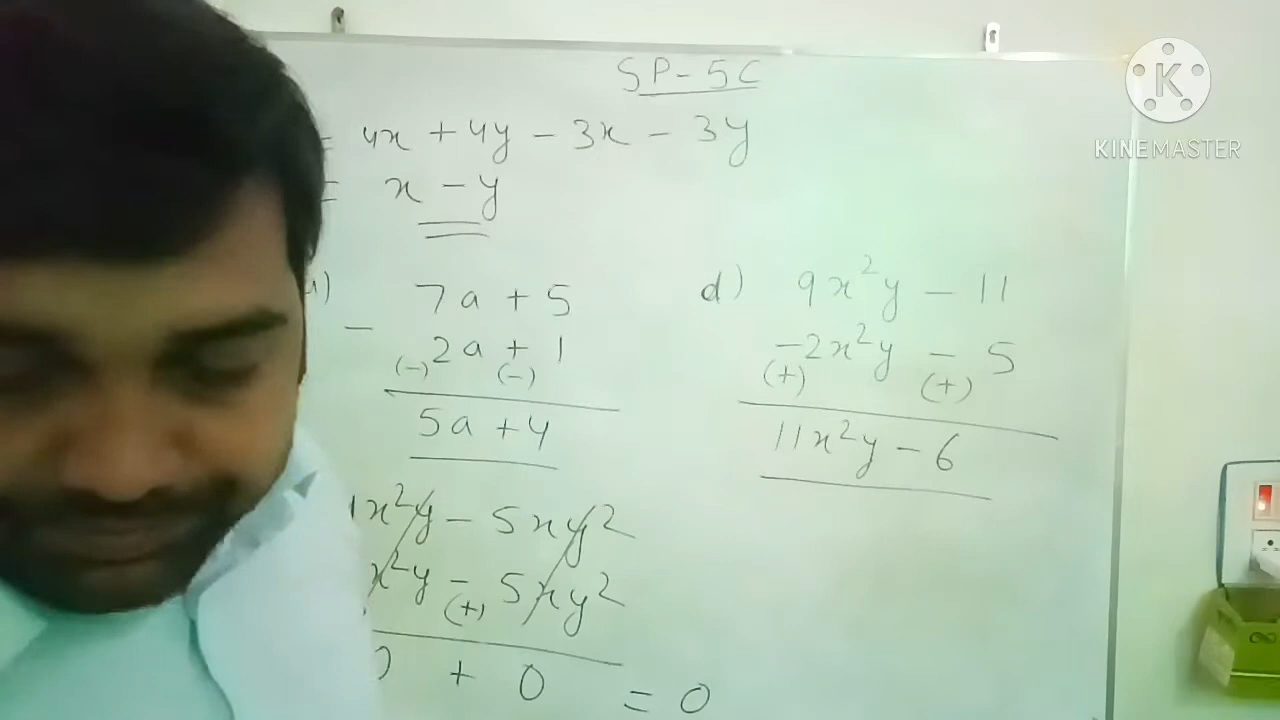 SP-5C
= 4x + 4y - 3x - 3y
= x - y
7a + 5
- 2a + 1
(-) (-)
5a + 4
d) 9x²y - 11
-2x²y - 5
(+) (+)
11x²y - 6
x²y - 5xy²
x²y - 5xy²
(+)
+ 0 = 0
K
KINEMASTER